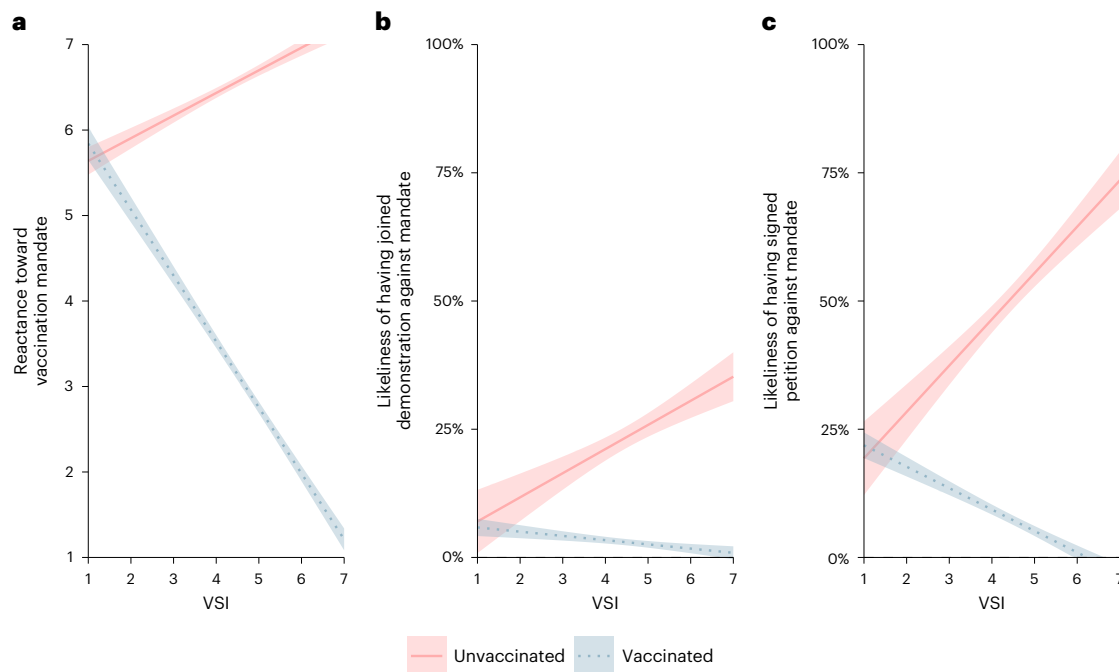 a
7
6
5
4
3
2
1
Reactance toward
vaccination mandate
1 2 3 4 5 6 7
VSI
b
100%
75%
50%
25%
0%
Likeliness of having joined
demonstration against mandate
1 2 3 4 5 6 7
VSI
c
100%
75%
50%
25%
0%
Likeliness of having signed
petition against mandate
1 2 3 4 5 6 7
VSI
Unvaccinated Vaccinated